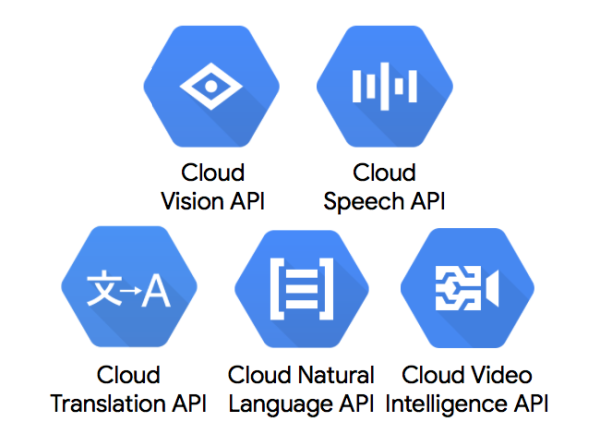 Cloud
Vision API
Cloud
Speech API
文→A
Cloud
Translation API
Cloud Natural
Language API
Cloud Video
Intelligence API